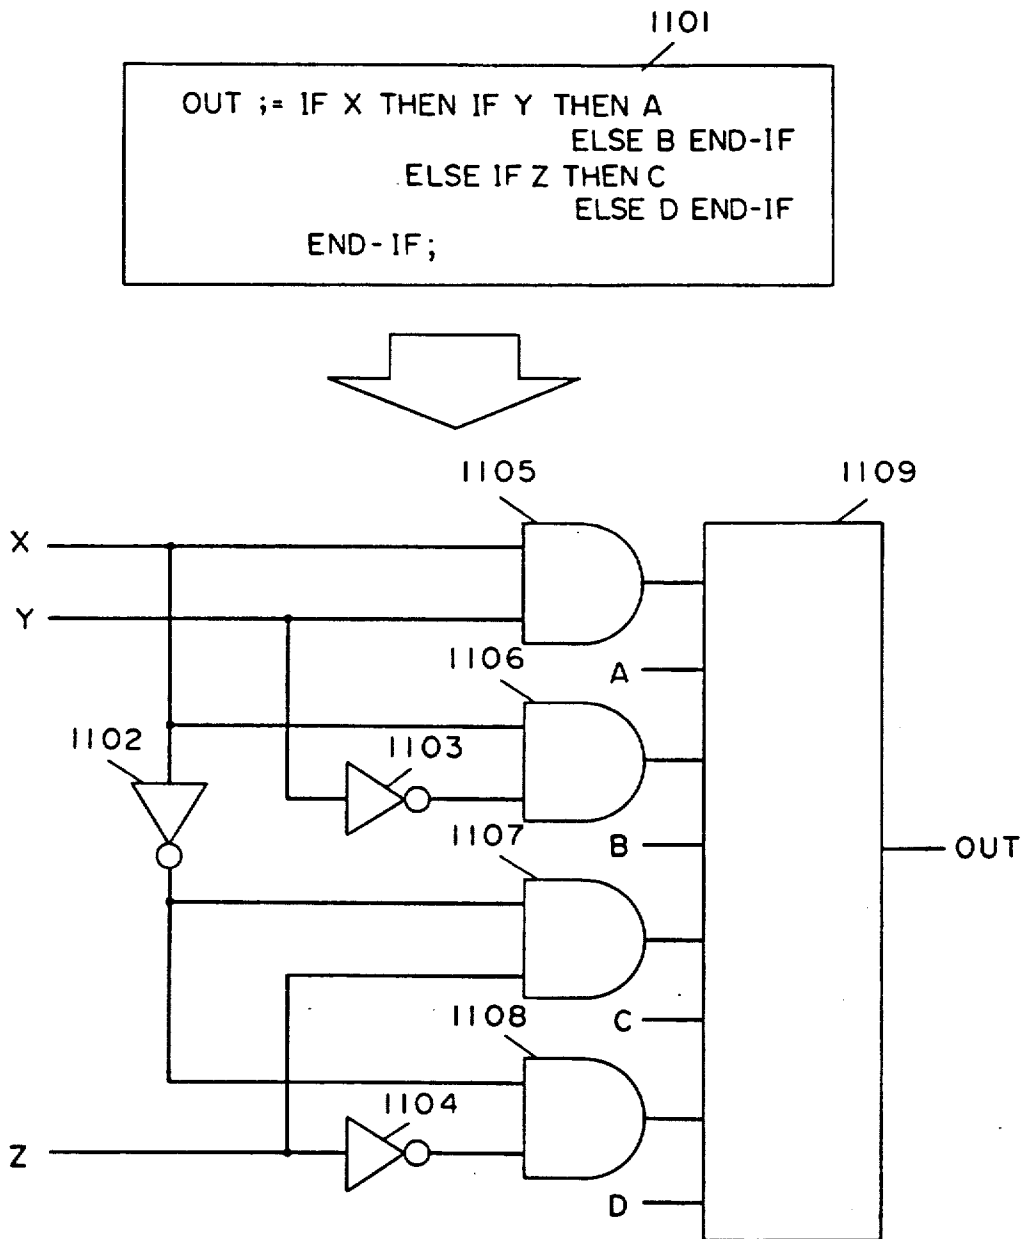 1101
OUT ;= IF X THEN IF Y THEN A
ELSE B END-IF
ELSE IF Z THEN C
ELSE D END-IF
END-IF;
1105
1109
X
Y
1106
A
1102
1103
1107
B
OUT
1108
C
1104
Z
D